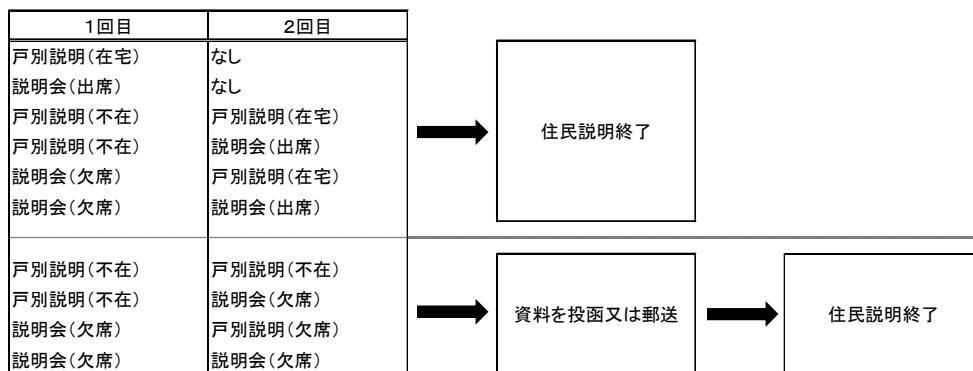 1回目 2回目
戸別説明(在宅) なし
説明会(出席) なし
戸別説明(不在) 戸別説明(在宅)
戸別説明(不在) 説明会(出席)
説明会(欠席) 戸別説明(在宅)
説明会(欠席) 説明会(出席)
住民説明終了
戸別説明(不在) 戸別説明(不在)
戸別説明(不在) 説明会(欠席)
説明会(欠席) 戸別説明(欠席)
説明会(欠席) 説明会(欠席)
資料を投函又は郵送
住民説明終了